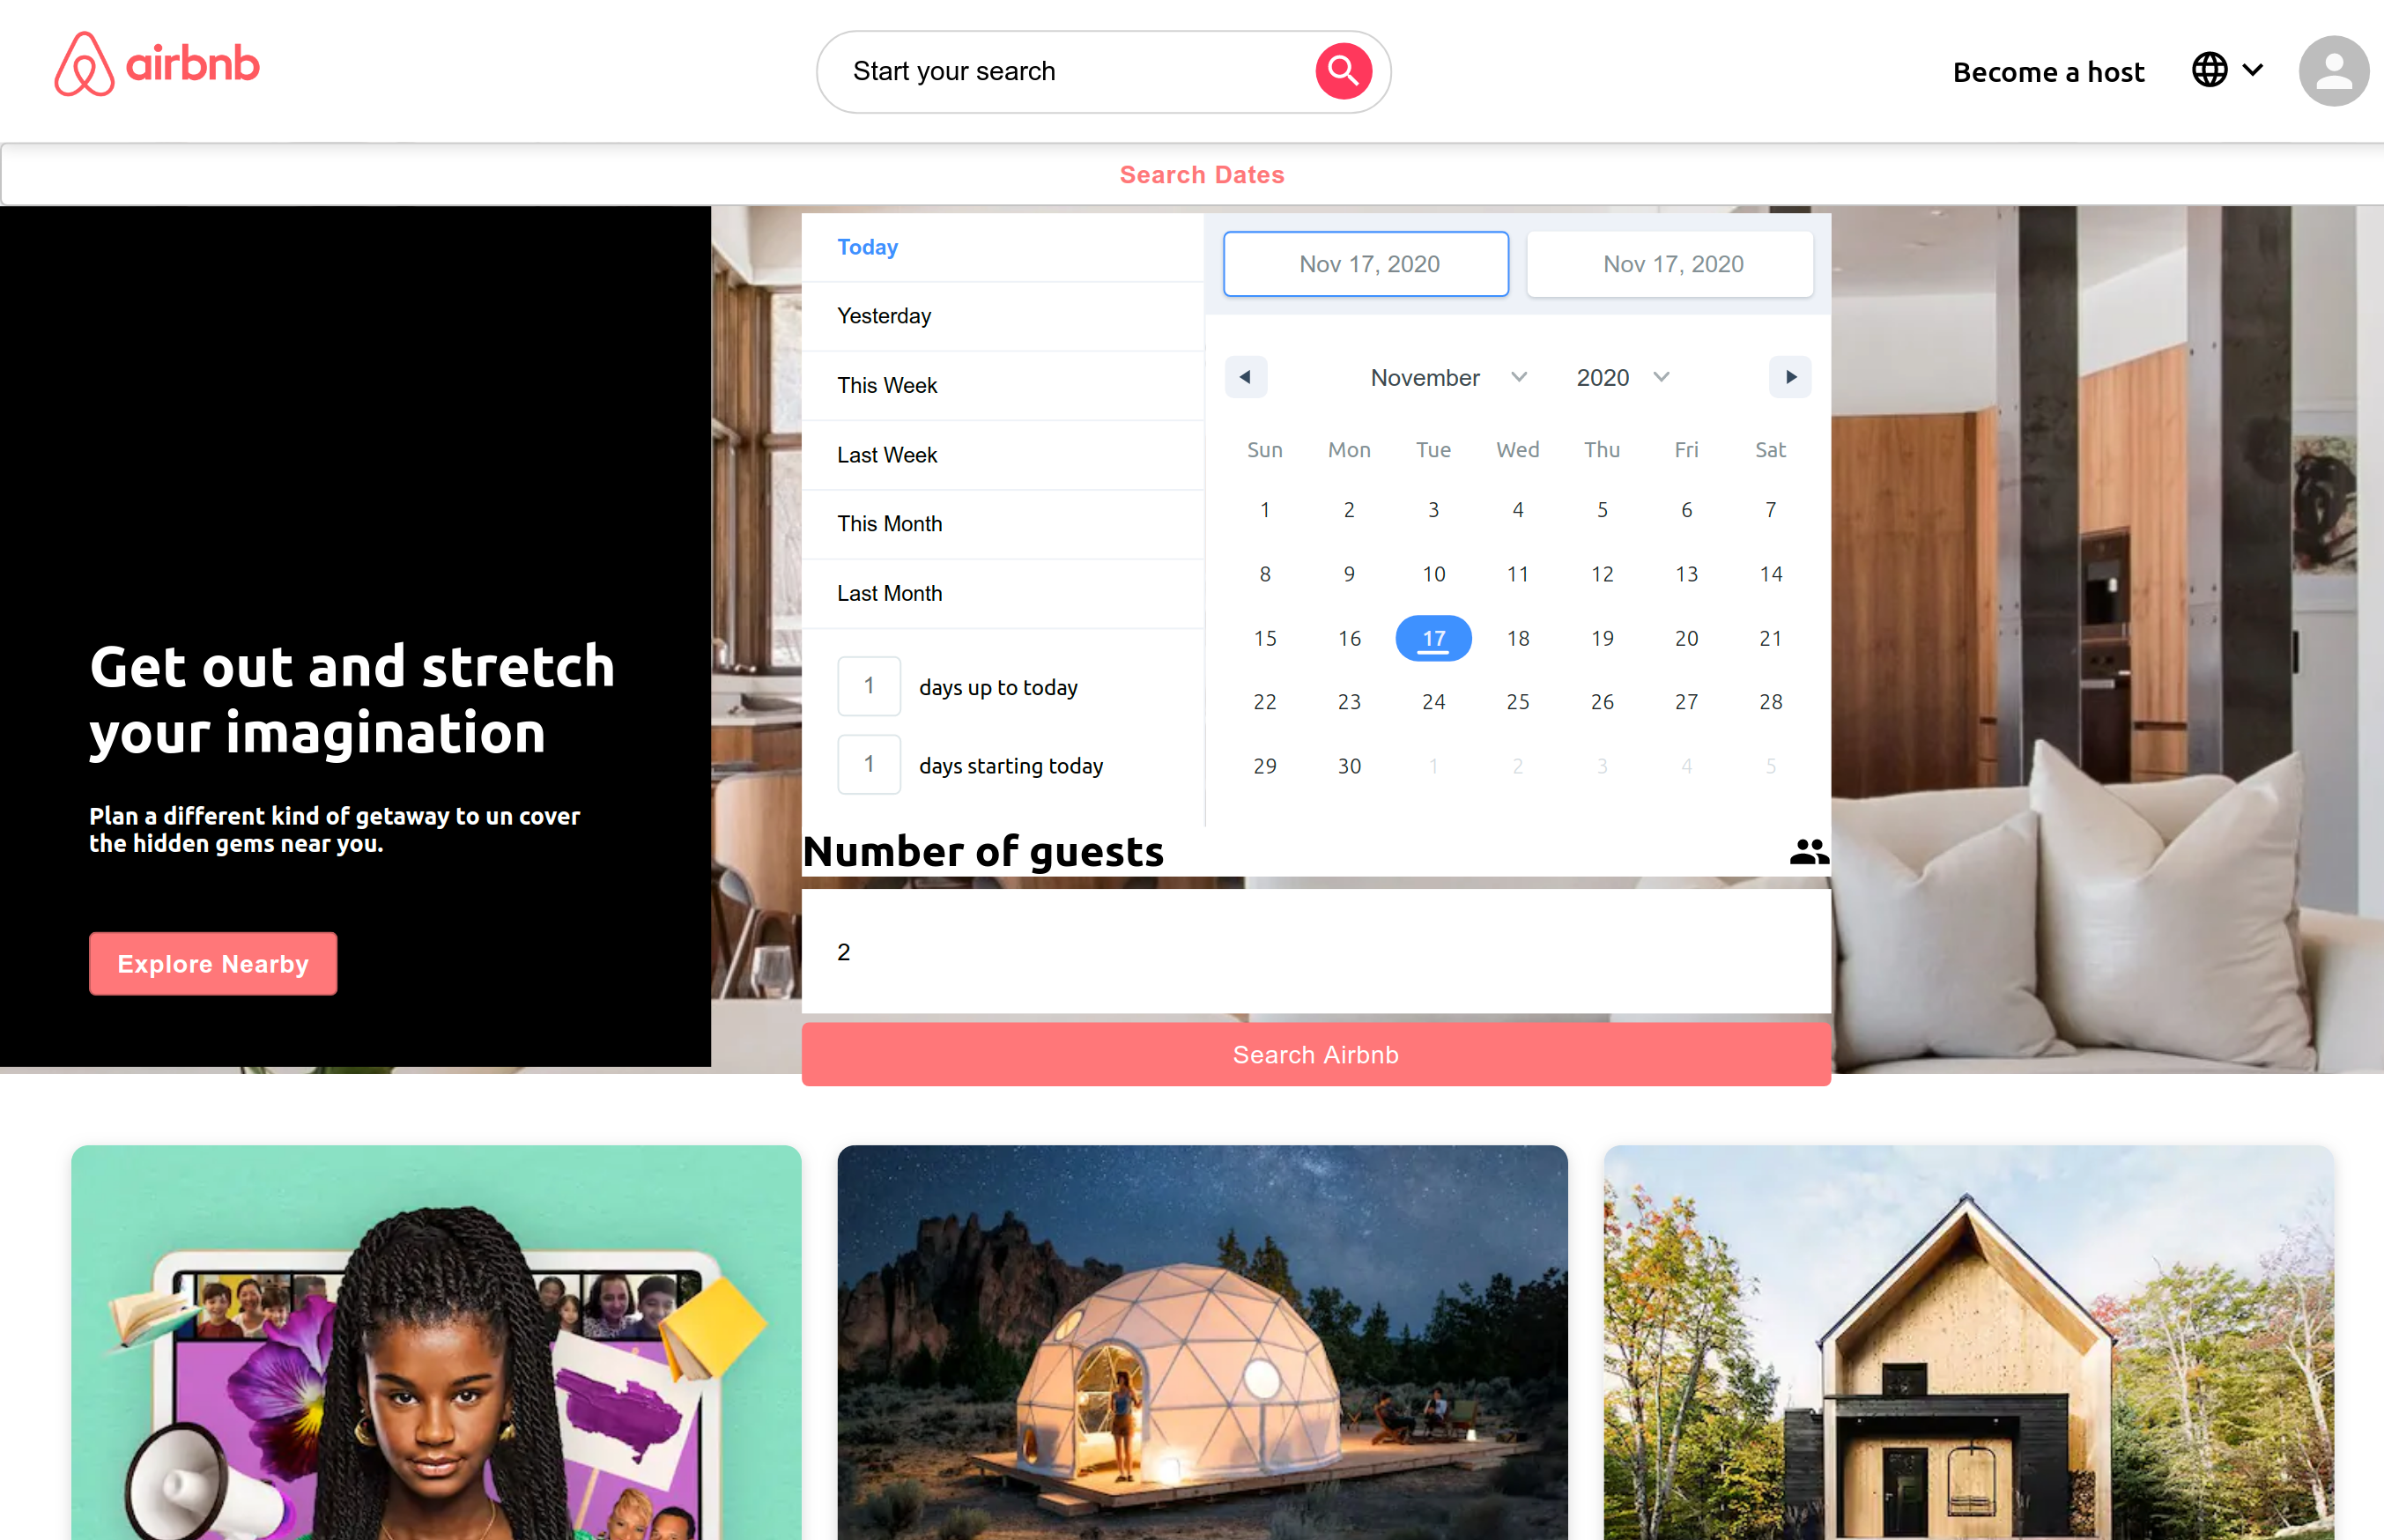 airbnb
Start your search
Become a host
Search Dates
Today
Yesterday
This Week
Last Week
This Month
Last Month
1 days up to today
1 days starting today
Nov 17, 2020 Nov 17, 2020
November 2020
Sun Mon Tue Wed Thu Fri Sat
1 2 3 4 5 6 7
8 9 10 11 12 13 14
15 16 17 18 19 20 21
22 23 24 25 26 27 28
29 30 1 2 3 4 5
Number of guests
2
Search Airbnb
Get out and stretch
your imagination
Plan a different kind of getaway to un cover
the hidden gems near you.
Explore Nearby